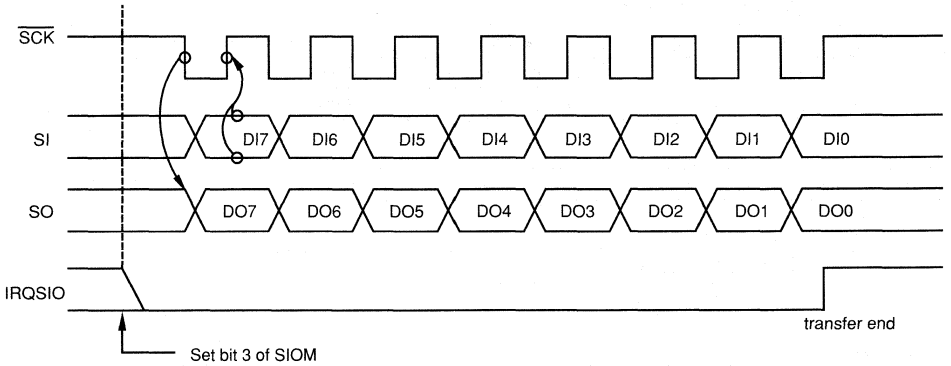 SCK
SI DI7 DI6 DI5 DI4 DI3 DI2 DI1 DI0
SO DO7 DO6 DO5 DO4 DO3 DO2 DO1 DO0
IRQSIO
transfer end
Set bit 3 of SIOM